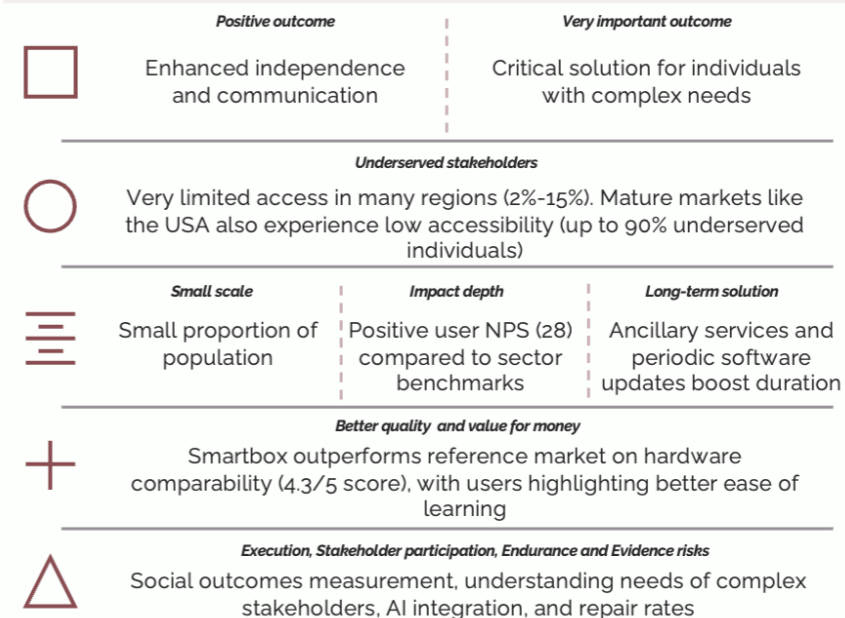 Positive outcome
Very important outcome
Enhanced independence
and communication
Critical solution for individuals
with complex needs
Underserved stakeholders
Very limited access in many regions (2%-15%). Mature markets like
the USA also experience low accessibility (up to 90% underserved
individuals)
Small scale
Impact depth
Long-term solution
Small proportion of
population
Positive user NPS (28)
compared to sector
benchmarks
Ancillary services and
periodic software
updates boost duration
Better quality and value for money
Smartbox outperforms reference market on hardware
comparability (4.3/5 score), with users highlighting better ease of
learning
Execution, Stakeholder participation, Endurance and Evidence risks
Social outcomes measurement, understanding needs of complex
stakeholders, AI integration, and repair rates